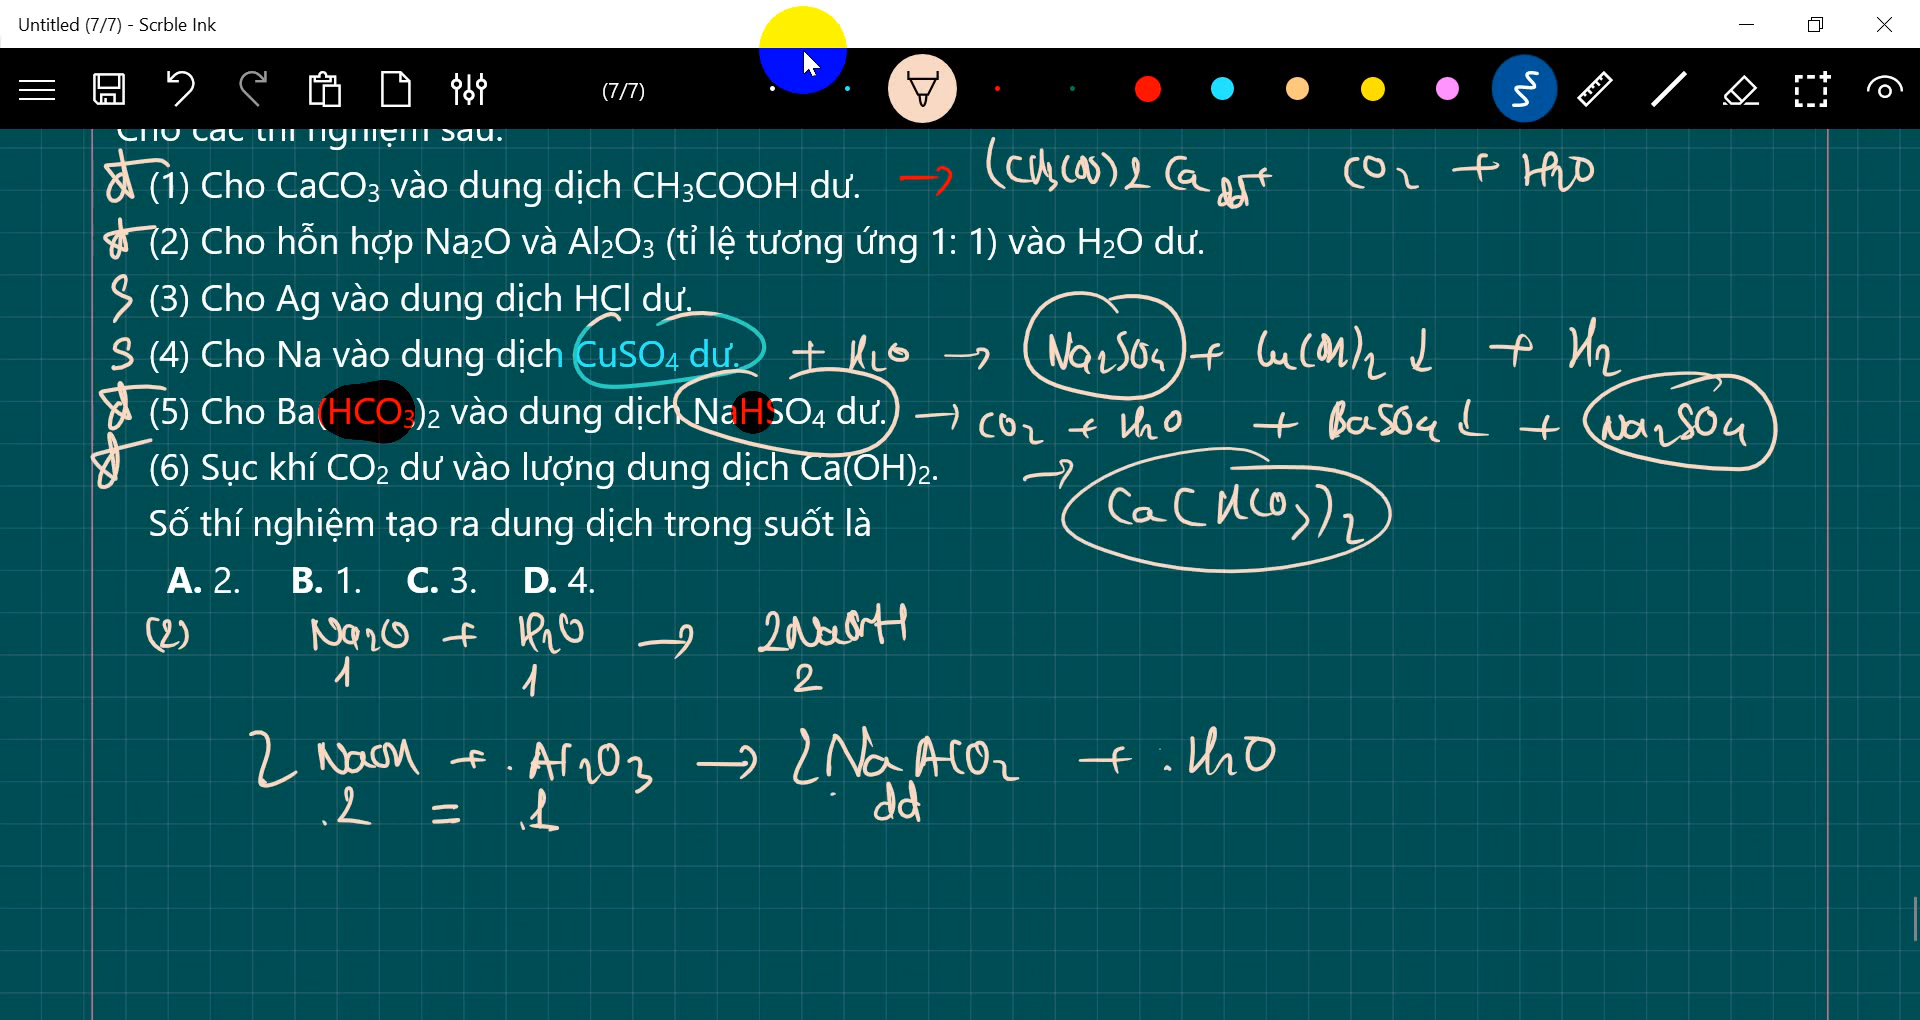 Untitled (7/7) - Scrble Ink
(7/7)
Cho các thí nghiệm sau:
đ (1) Cho CaCO3 vào dung dịch CH3COOH dư. → (CH3COO)2 Ca dd + CO2 + H2O
đ (2) Cho hỗn hợp Na2O và Al2O3 (tỉ lệ tương ứng 1: 1) vào H2O dư.
S (3) Cho Ag vào dung dịch HCl dư.
S (4) Cho Na vào dung dịch CuSO4 dư. + H2O → Na2SO4 + Cu(OH)2 ↓ + H2
đ (5) Cho Ba(HCO3)2 vào dung dịch NaHSO4 dư. → CO2 + H2O + BaSO4 ↓ + Na2SO4
đ (6) Sục khí CO2 dư vào lượng dung dịch Ca(OH)2. → Ca(HCO3)2
Số thí nghiệm tạo ra dung dịch trong suốt là
A. 2. B. 1. C. 3. D. 4.
(2) Na2O + H2O → 2NaOH
1 1 2
2 NaOH + Al2O3 → 2NaAlO2 + H2O
2 = 1 dd